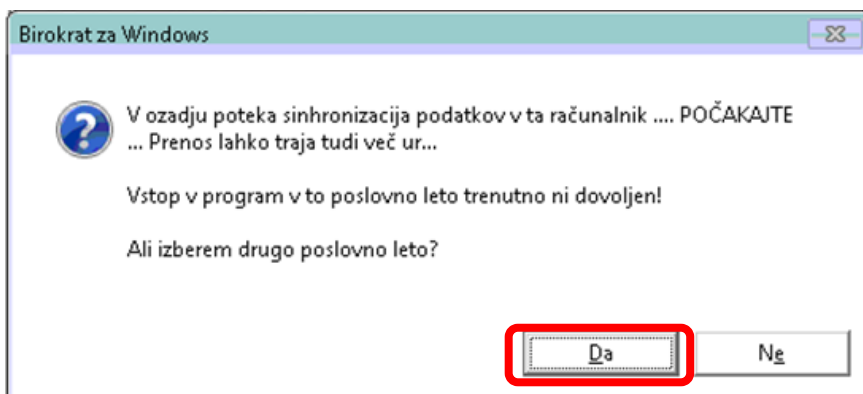 Birokrat za Windows
V ozadju poteka sinhronizacija podatkov v ta računalnik .... POČAKAJTE
... Prenos lahko traja tudi več ur...
Vstop v program v to poslovno leto trenutno ni dovoljen!
Ali izberem drugo poslovno leto?
Da
Ne